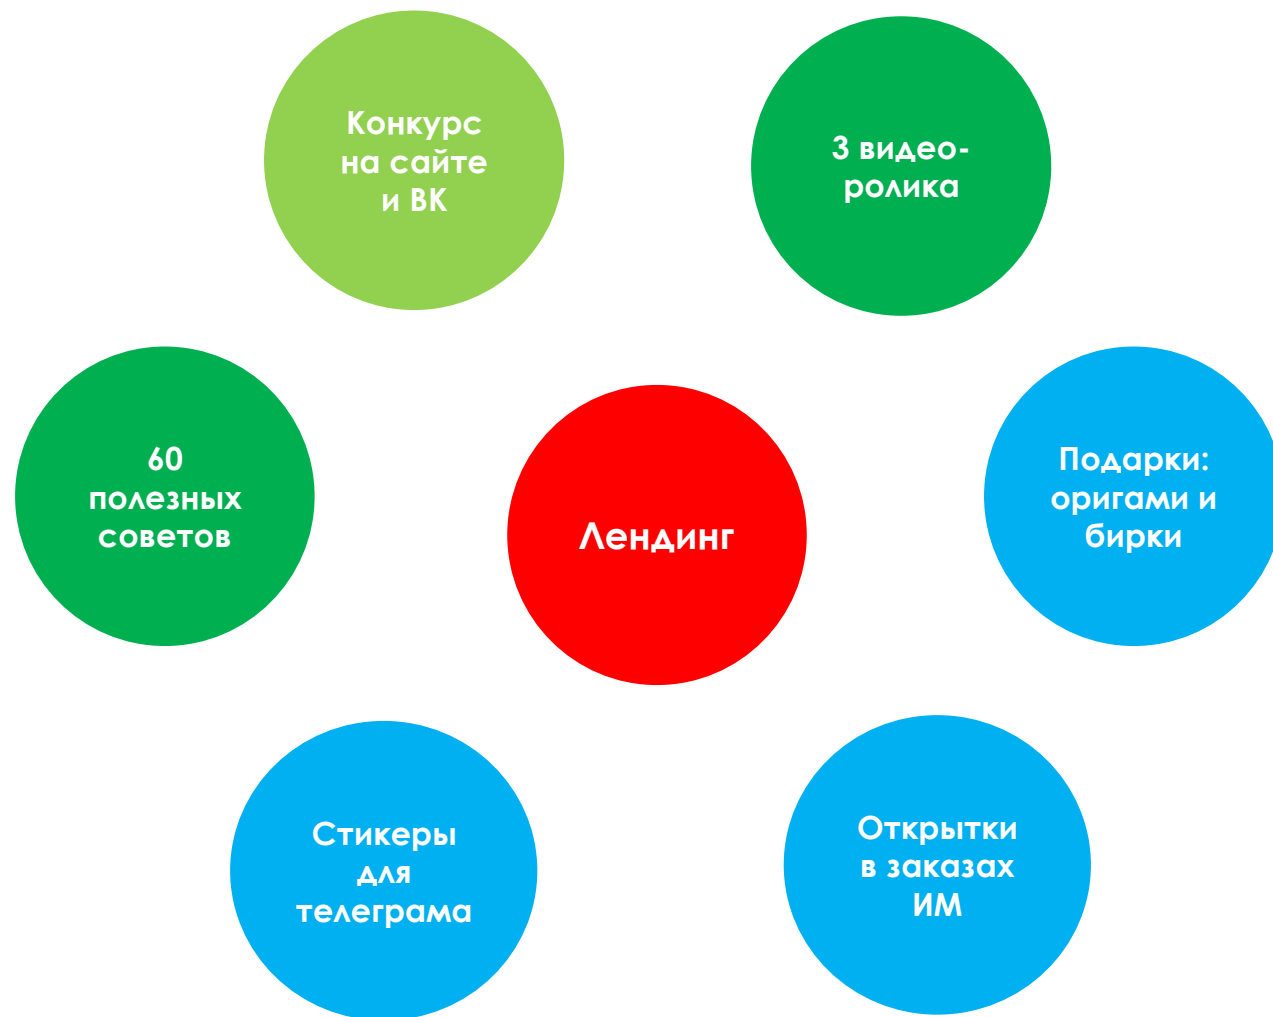 Конкурс
на сайте
и ВК
3 видео-
ролика
60
полезных
советов
Лендинг
Подарки:
оригами и
бирки
Стикеры
для
телеграма
Открытки
в заказах
ИМ